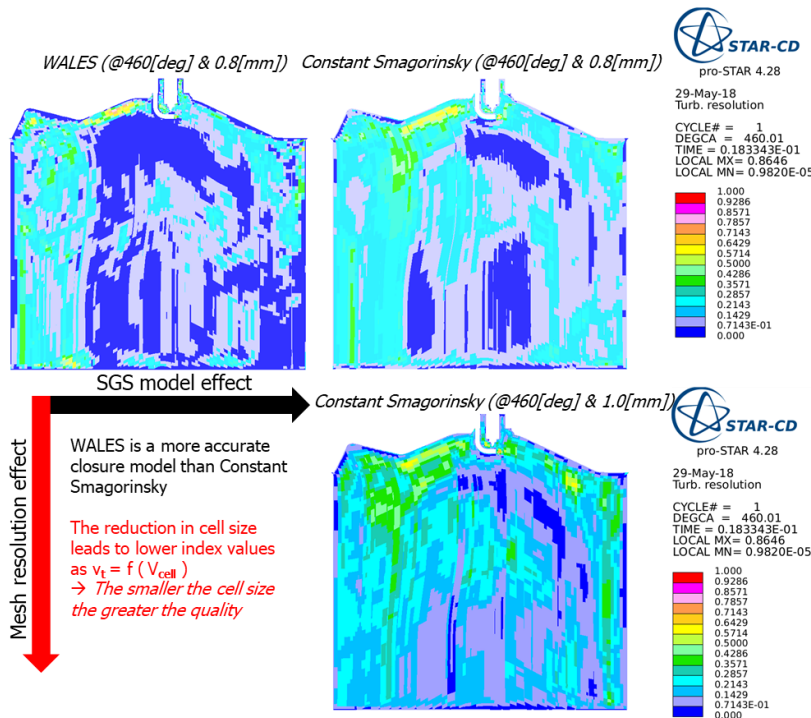 WALES (@460[deg] & 0.8[mm])
Constant Smagorinsky (@460[deg] & 0.8[mm])
STAR-CD
pro-STAR 4.28
29-May-18
Turb. resolution
CYCLE# = 1
DEGCA = 460.01
TIME = 0.183343E-01
LOCAL MX= 0.8646
LOCAL MN= 0.9820E-05
1.000
0.9286
0.8571
0.7857
0.7143
0.6429
0.5714
0.5000
0.4286
0.3571
0.2857
0.2143
0.1429
0.7143E-01
0.000
SGS model effect
Mesh resolution effect
WALES is a more accurate
closure model than Constant
Smagorinsky
The reduction in cell size
leads to lower index values
as νt = f ( Vcell )
→ The smaller the cell size
the greater the quality
Constant Smagorinsky (@460[deg] & 1.0[mm])
STAR-CD
pro-STAR 4.28
29-May-18
Turb. resolution
CYCLE# = 1
DEGCA = 460.01
TIME = 0.183343E-01
LOCAL MX= 0.8646
LOCAL MN= 0.9820E-05
1.000
0.9286
0.8571
0.7857
0.7143
0.6429
0.5714
0.5000
0.4286
0.3571
0.2857
0.2143
0.1429
0.7143E-01
0.000